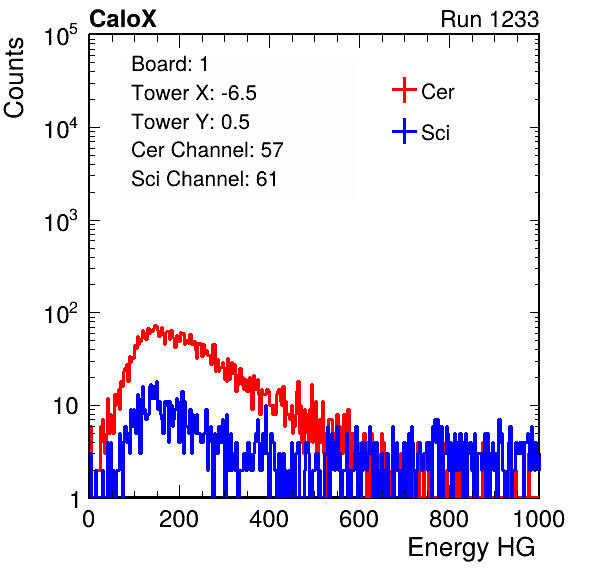 CaloX Run 1233
Counts
Board: 1
Tower X: -6.5
Tower Y: 0.5
Cer Channel: 57
Sci Channel: 61
Cer
Sci
10^5
10^4
10^3
10^2
10
1
0 200 400 600 800 1000
Energy HG